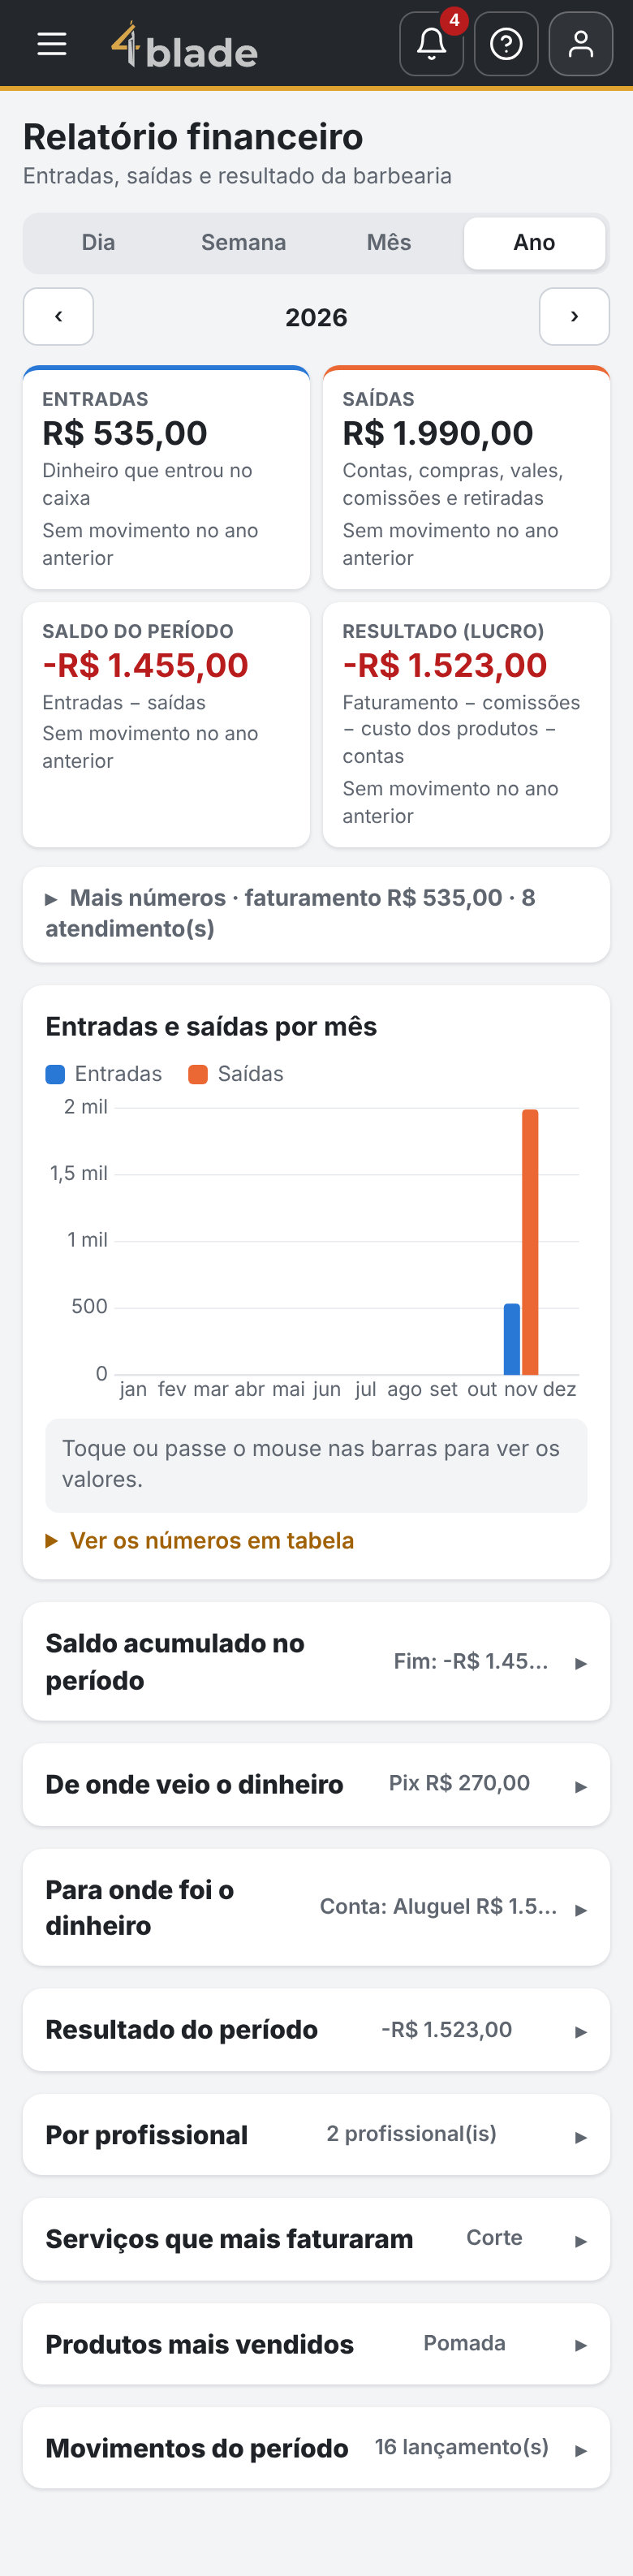 4blade
4
Relatório financeiro
Entradas, saídas e resultado da barbearia
Dia Semana Mês Ano
‹ 2026 ›
ENTRADAS
R$ 535,00
Dinheiro que entrou no
caixa
Sem movimento no ano
anterior
SAÍDAS
R$ 1.990,00
Contas, compras, vales,
comissões e retiradas
Sem movimento no ano
anterior
SALDO DO PERÍODO
-R$ 1.455,00
Entradas − saídas
Sem movimento no ano
anterior
RESULTADO (LUCRO)
-R$ 1.523,00
Faturamento − comissões
− custo dos produtos −
contas
Sem movimento no ano
anterior
▸ Mais números · faturamento R$ 535,00 · 8
atendimento(s)
Entradas e saídas por mês
Entradas Saídas
2 mil
1,5 mil
1 mil
500
0
jan fev mar abr mai jun jul ago set out nov dez
Toque ou passe o mouse nas barras para ver os
valores.
▸ Ver os números em tabela
Saldo acumulado no
período
Fim: -R$ 1.45… ▸
De onde veio o dinheiro Pix R$ 270,00 ▸
Para onde foi o
dinheiro
Conta: Aluguel R$ 1.5… ▸
Resultado do período -R$ 1.523,00 ▸
Por profissional 2 profissional(is) ▸
Serviços que mais faturaram Corte ▸
Produtos mais vendidos Pomada ▸
Movimentos do período 16 lançamento(s) ▸